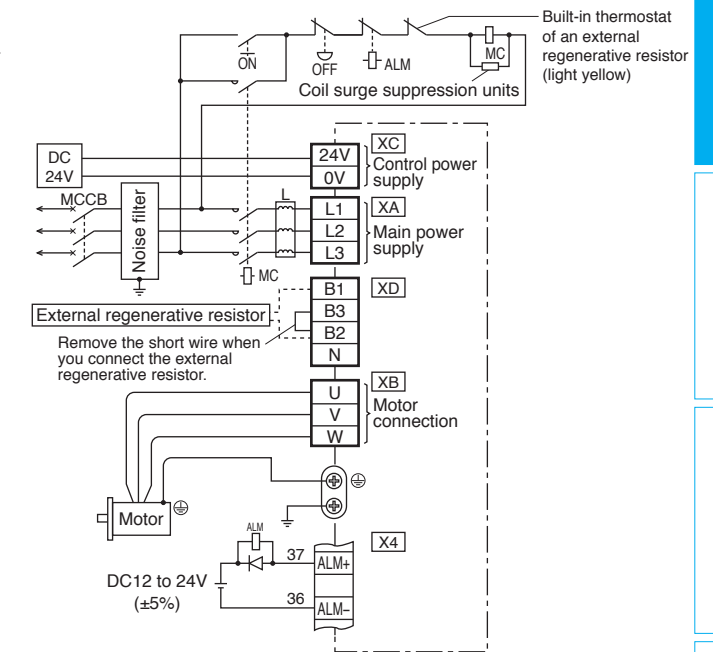 Built-in thermostat
of an external
regenerative resistor
(light yellow)
ON
OFF
ALM
MC
Coil surge suppression units
DC
24V
MCCB
Noise filter
L
MC
XC
24V
0V
Control power
supply
XA
L1
L2
L3
Main power
supply
XD
B1
B3
B2
N
External regenerative resistor
Remove the short wire when
you connect the external
regenerative resistor.
XB
U
V
W
Motor
connection
Motor
X4
ALM
37
ALM+
DC12 to 24V
(±5%)
36
ALM−